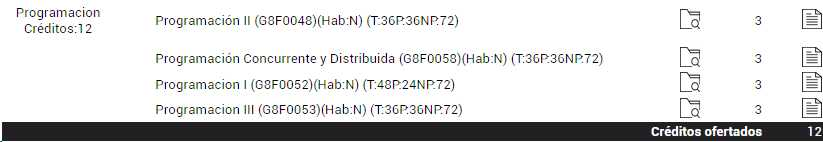 Programacion
Créditos:12
Programación II (G8F0048)(Hab:N) (T:36P:36NP:72) 3
Programación Concurrente y Distribuida (G8F0058)(Hab:N) (T:36P:36NP:72) 3
Programacion I (G8F0052)(Hab:N) (T:48P:24NP:72) 3
Programacion III (G8F0053)(Hab:N) (T:36P:36NP:72) 3
Créditos ofertados 12